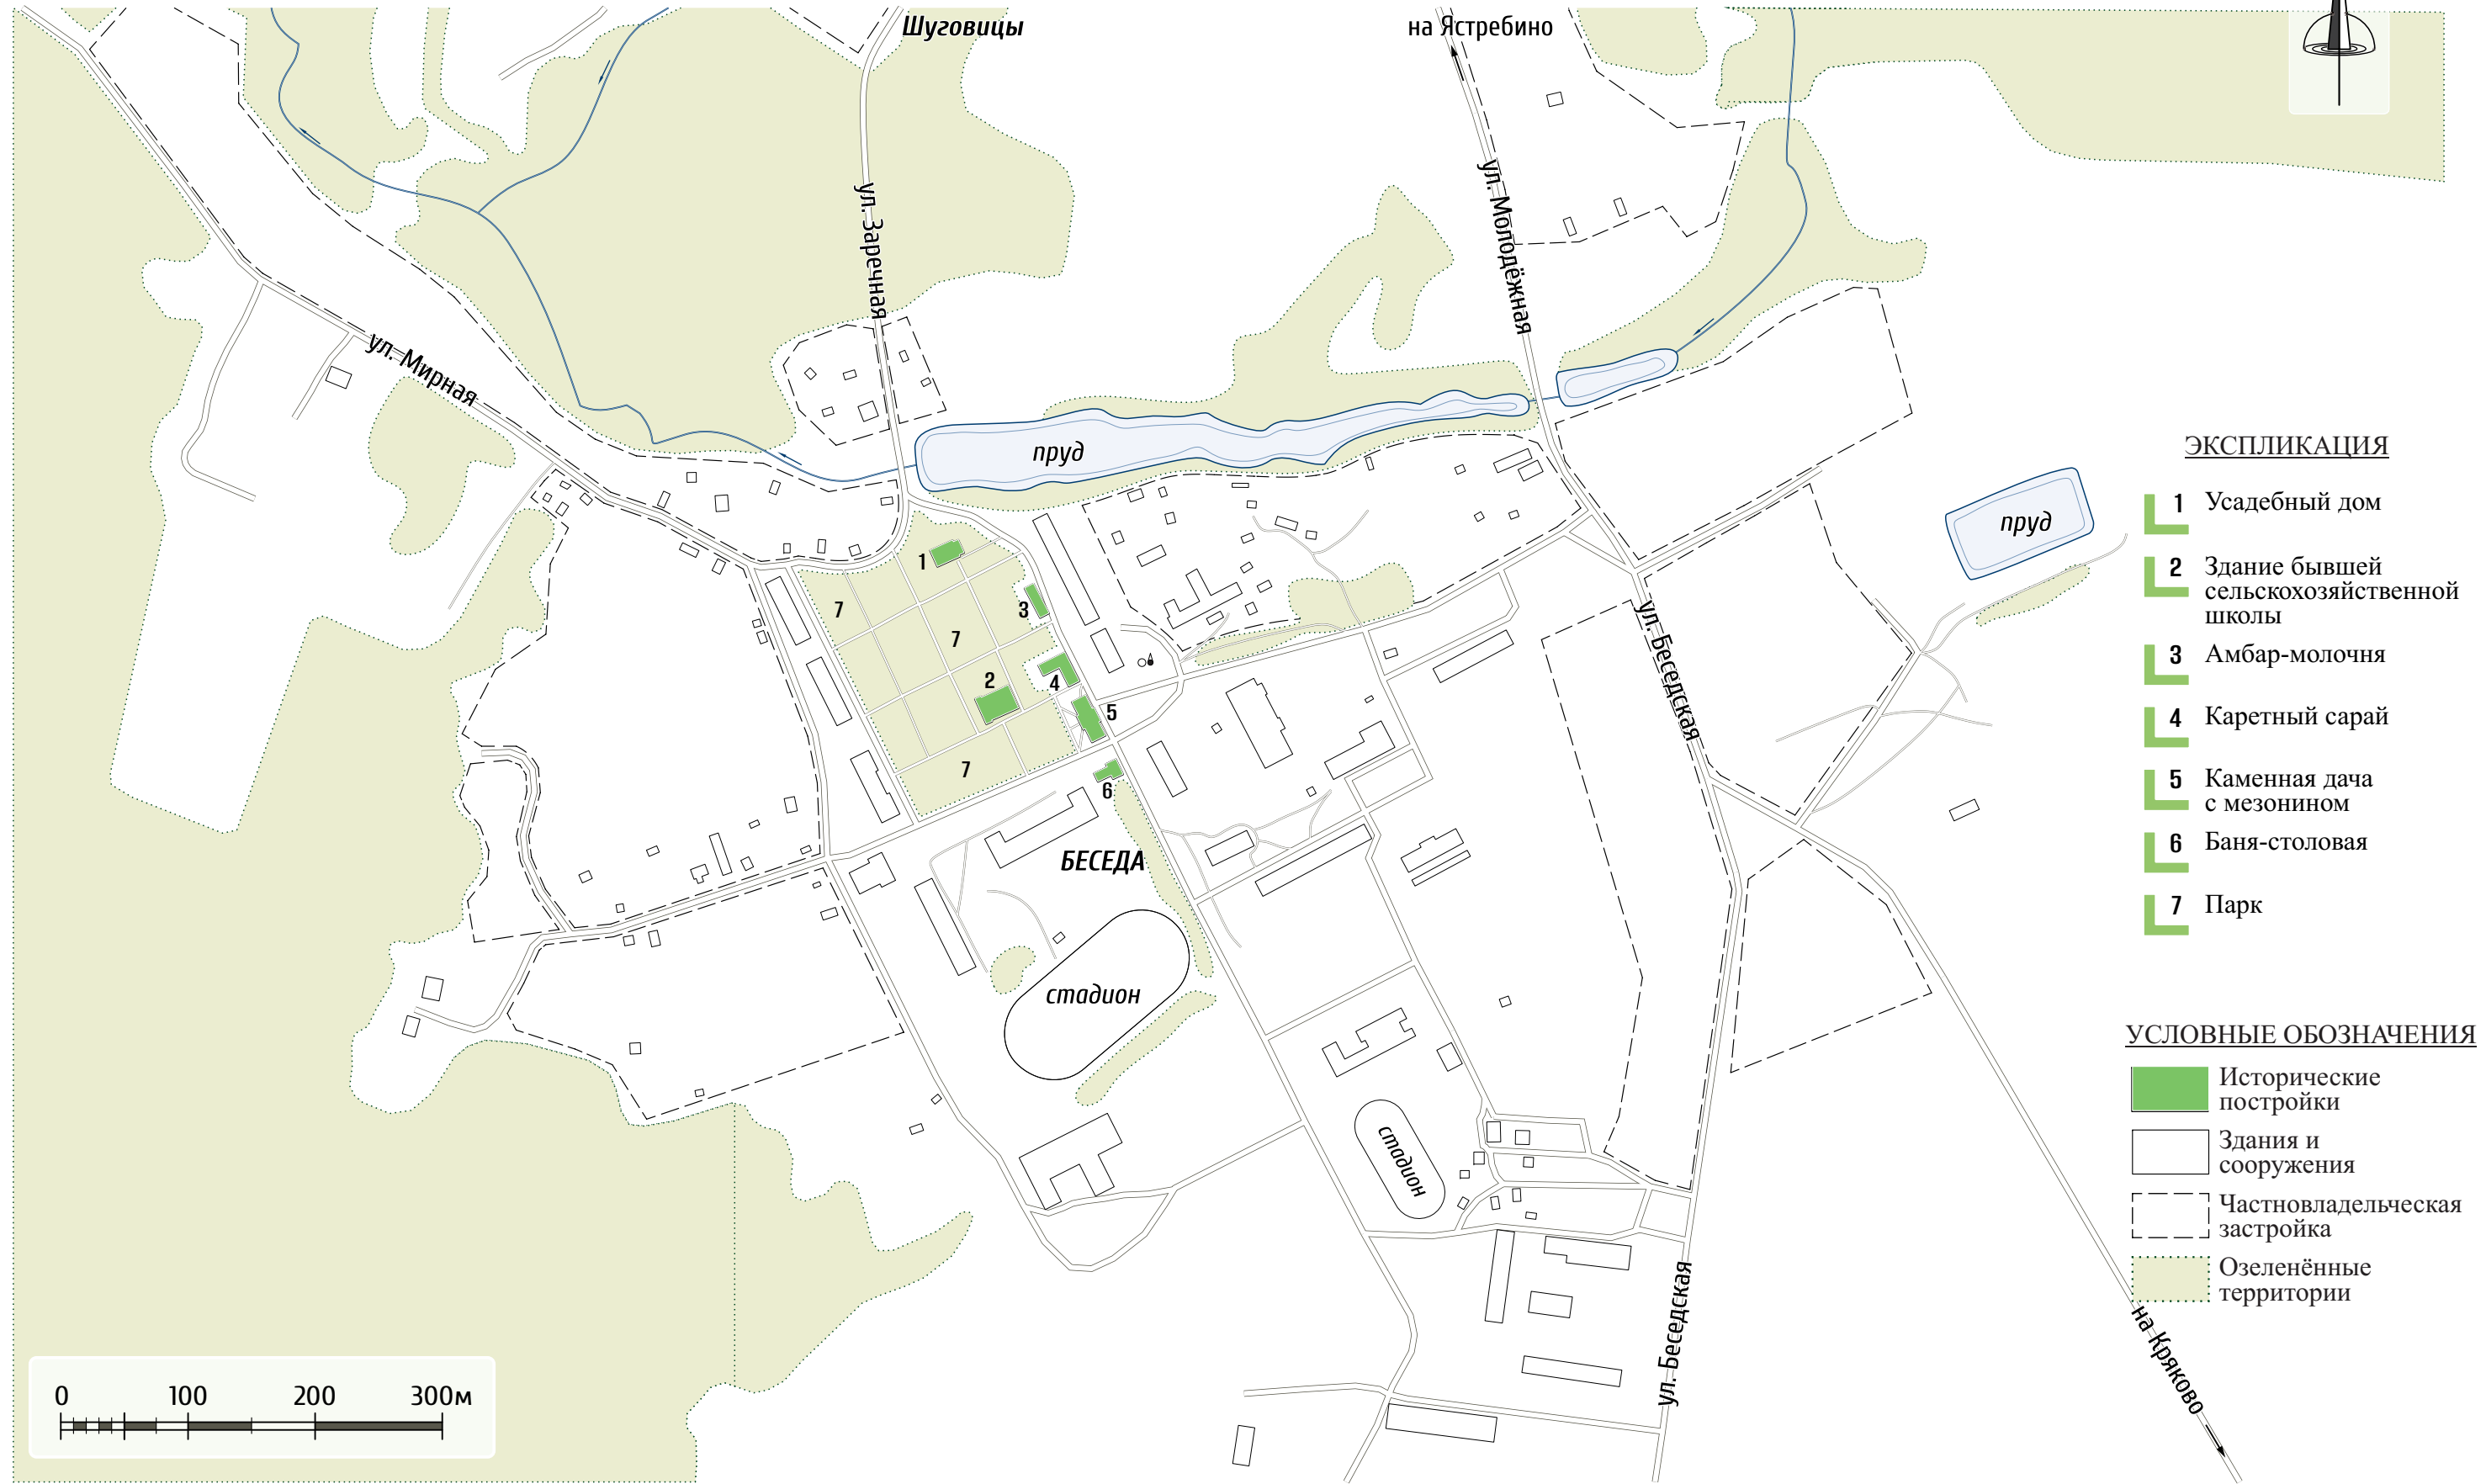 Шуговицы
на Ястребино
ул. Мирная
ул. Заречная
ул. Молодёжная
пруд
пруд
1
7
3
7
2
4
5
7
6
БЕСЕДА
ул. Беседская
стадион
стадион
ул. Беседская
на Кряково
ЭКСПЛИКАЦИЯ
1 Усадебный дом
2 Здание бывшей
сельскохозяйственной
школы
3 Амбар-молочня
4 Каретный сарай
5 Каменная дача
с мезонином
6 Баня-столовая
7 Парк
УСЛОВНЫЕ ОБОЗНАЧЕНИЯ
Исторические
постройки
Здания и
сооружения
Частновладельческая
застройка
Озеленённые
территории
0 100 200 300м